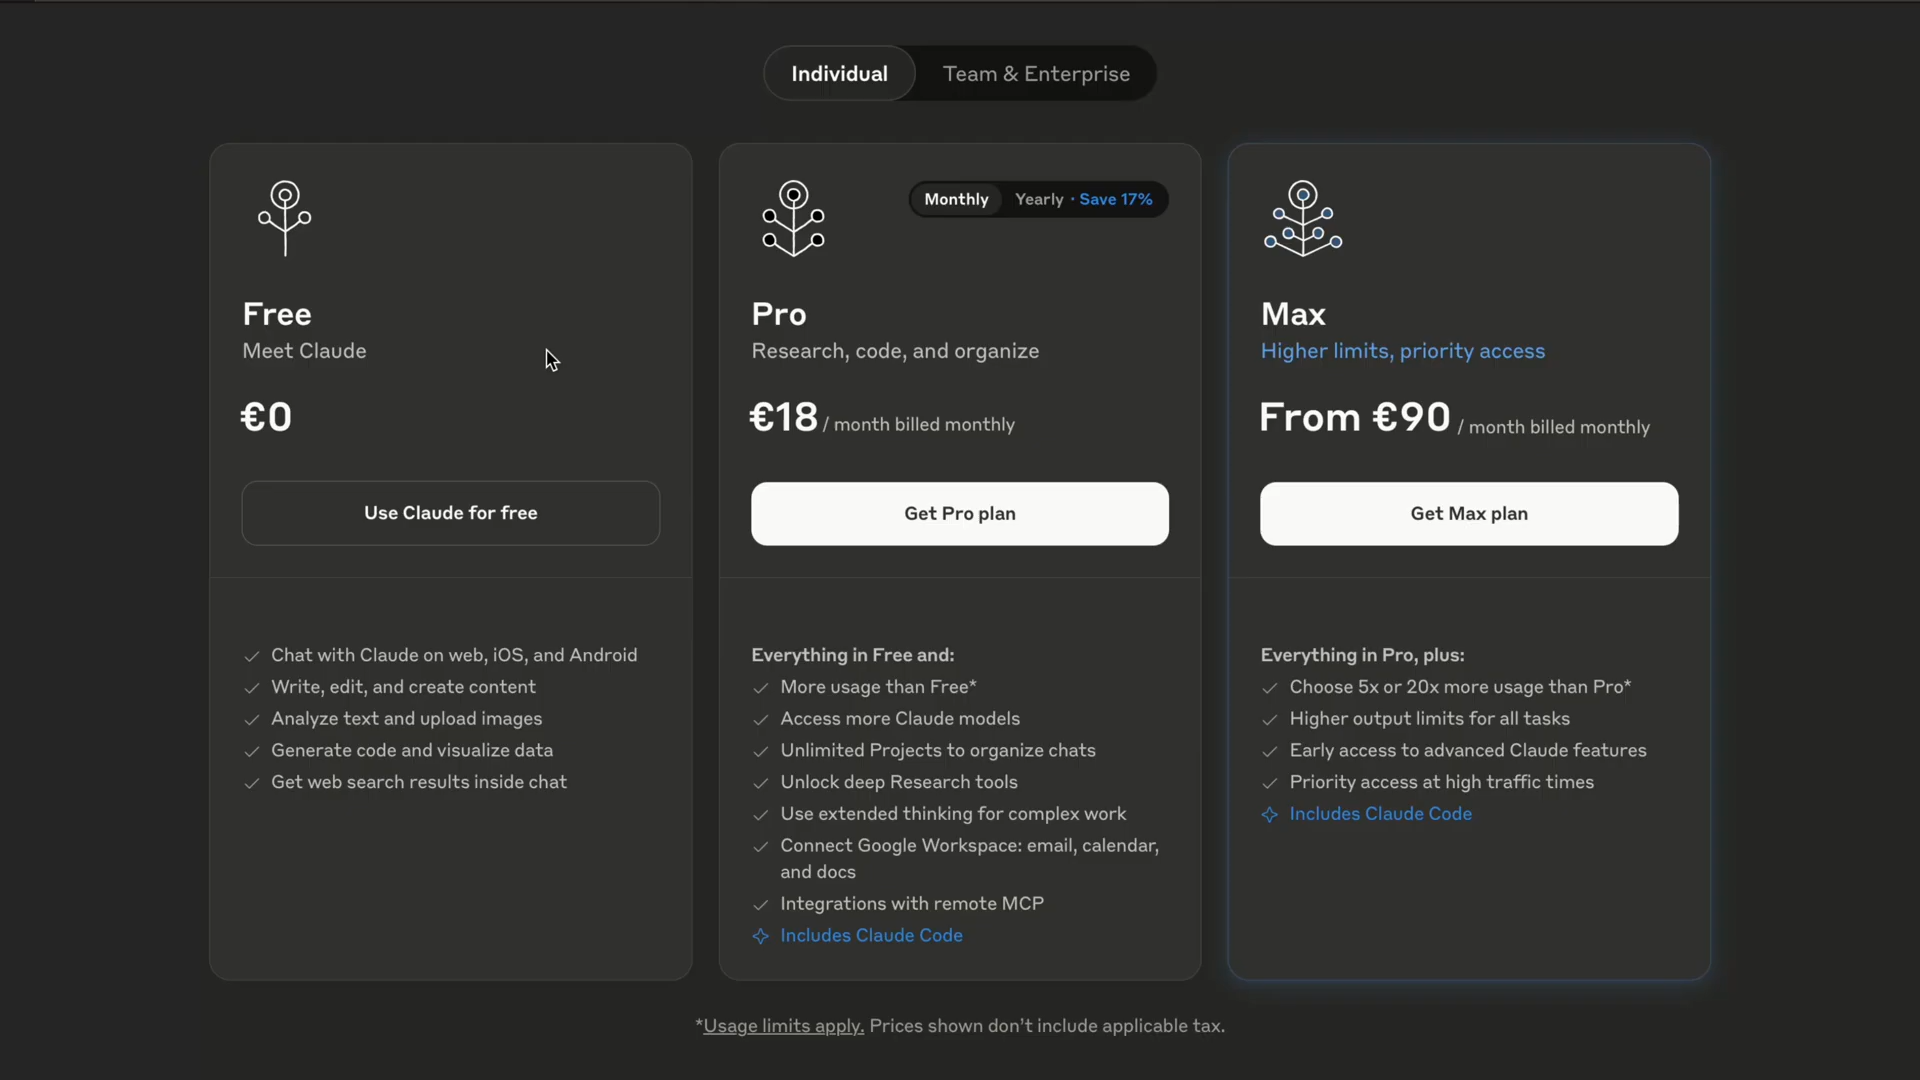 Individual
Team & Enterprise
Free
Meet Claude
€0
Use Claude for free
Chat with Claude on web, iOS, and Android
Write, edit, and create content
Analyze text and upload images
Generate code and visualize data
Get web search results inside chat
Monthly
Yearly · Save 17%
Pro
Research, code, and organize
€18 / month billed monthly
Get Pro plan
Everything in Free and:
More usage than Free*
Access more Claude models
Unlimited Projects to organize chats
Unlock deep Research tools
Use extended thinking for complex work
Connect Google Workspace: email, calendar,
and docs
Integrations with remote MCP
Includes Claude Code
Max
Higher limits, priority access
From €90 / month billed monthly
Get Max plan
Everything in Pro, plus:
Choose 5x or 20x more usage than Pro*
Higher output limits for all tasks
Early access to advanced Claude features
Priority access at high traffic times
Includes Claude Code
*Usage limits apply. Prices shown don’t include applicable tax.